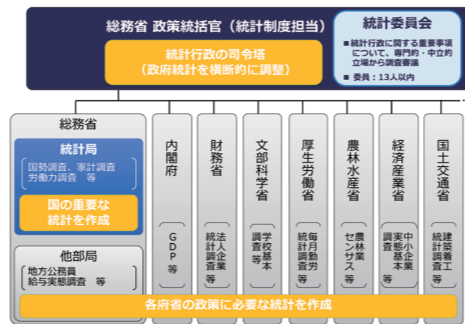 総務省 政策統括官（統計制度担当）
統計行政の司令塔
（政府統計を横断的に調整）
統計委員会
■統計行政に関する重要事項
について、専門的・中立的
立場から調査審議
■ 委員：13人以内
総務省
統計局
国勢調査、家計調査
労働力調査 等
国の重要な
統計を作成
他部局
地方公務員
給与実態調査 等
内閣府
GDP 等
財務省
法人企業
統計調査 等
文部科学省
学校基本
調査 等
厚生労働省
毎月勤労
統計調査 等
農林水産省
農林業
センサス 等
経済産業省
中小企業
実態基本
調査 等
国土交通省
建築着工
統計調査 等
各府省の政策に必要な統計を作成